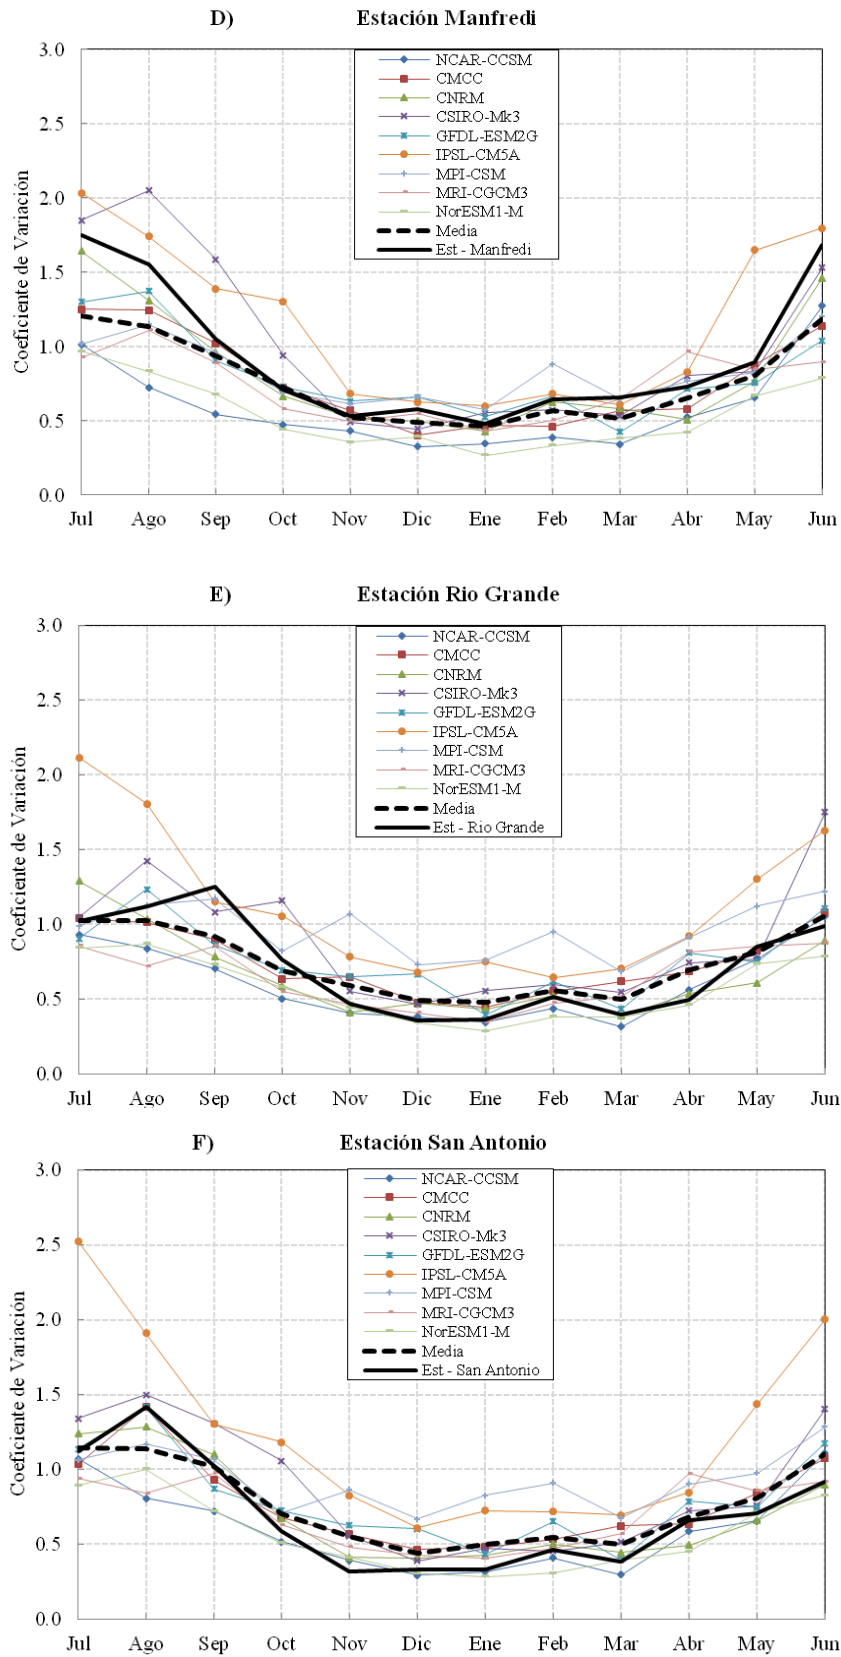 D) Estación Manfredi
3.0
2.5
2.0
1.5
1.0
0.5
0.0
Coeficiente de Variación
NCAR-CCSM
CMCC
CNRM
CSIRO-Mk3
GFDL-ESM2G
IPSL-CM5A
MPI-CSM
MRI-CGCM3
NorESM1-M
Media
Est - Manfredi
Jul Ago Sep Oct Nov Dic Ene Feb Mar Abr May Jun
E) Estación Rio Grande
3.0
2.5
2.0
1.5
1.0
0.5
0.0
Coeficiente de Variación
NCAR-CCSM
CMCC
CNRM
CSIRO-Mk3
GFDL-ESM2G
IPSL-CM5A
MPI-CSM
MRI-CGCM3
NorESM1-M
Media
Est - Rio Grande
Jul Ago Sep Oct Nov Dic Ene Feb Mar Abr May Jun
F) Estación San Antonio
3.0
2.5
2.0
1.5
1.0
0.5
0.0
Coeficiente de Variación
NCAR-CCSM
CMCC
CNRM
CSIRO-Mk3
GFDL-ESM2G
IPSL-CM5A
MPI-CSM
MRI-CGCM3
NorESM1-M
Media
Est - San Antonio
Jul Ago Sep Oct Nov Dic Ene Feb Mar Abr May Jun